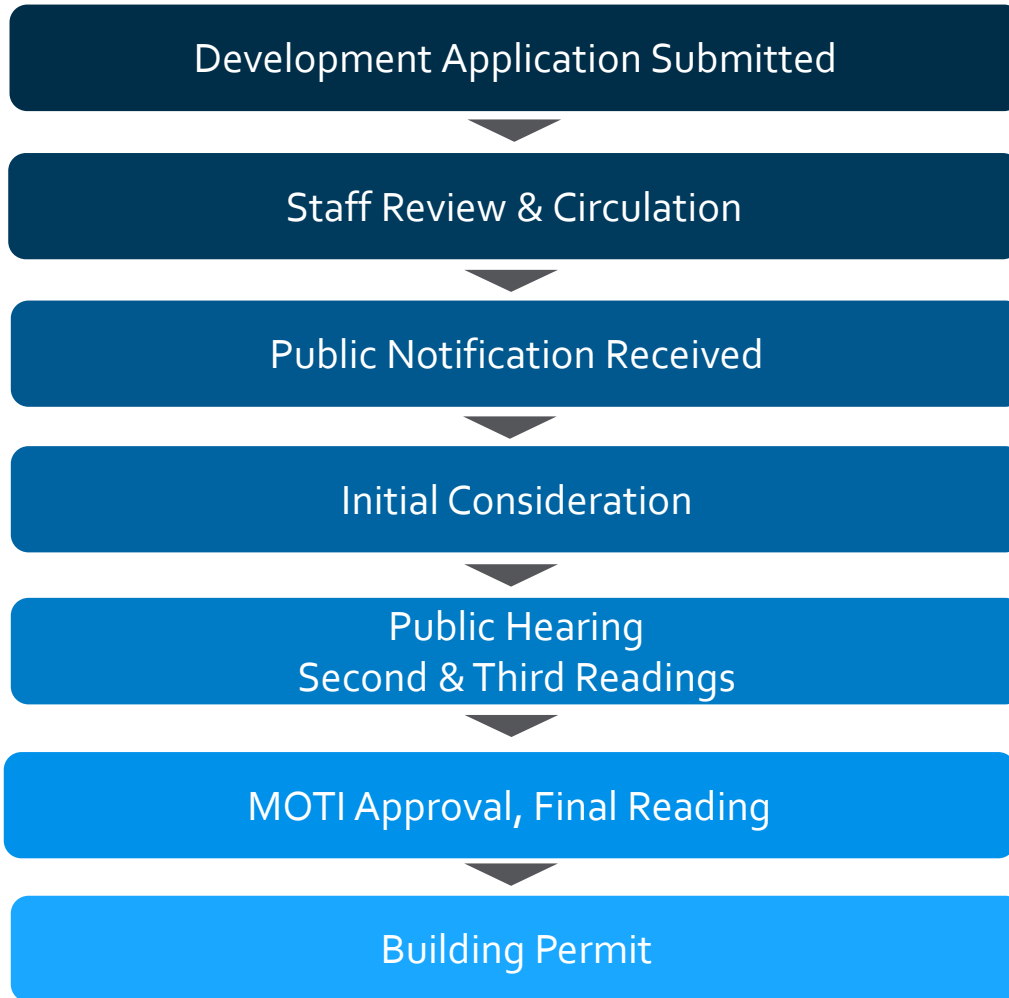 Development Application Submitted
Staff Review & Circulation
Public Notification Received
Initial Consideration
Public Hearing
Second & Third Readings
MOTI Approval, Final Reading
Building Permit